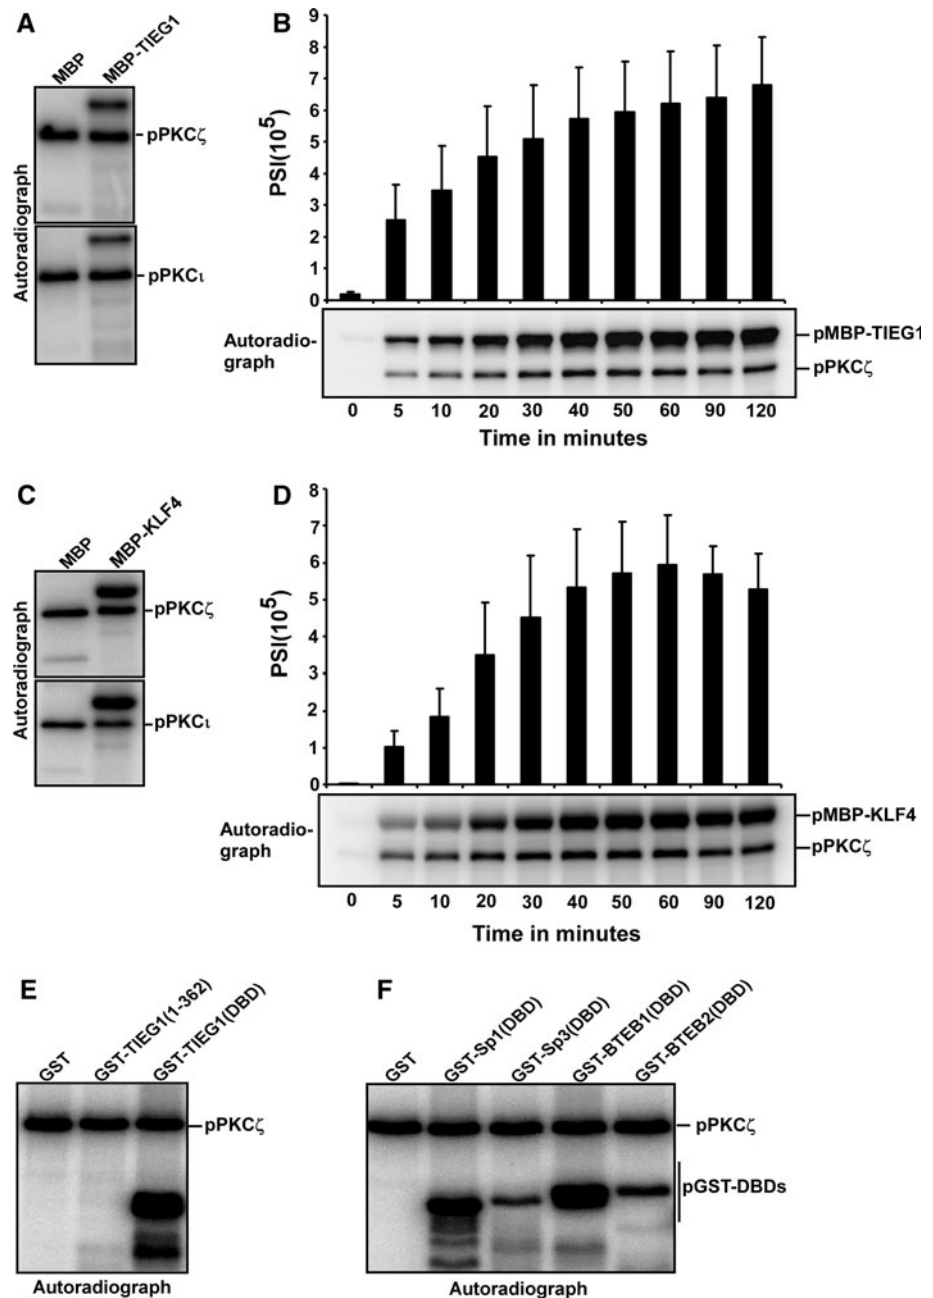 A
MBP
MBP-TIEG1
Autoradiograph
pPKCζ
pPKCι
B
PSI(10^5)
9
8
7
6
5
4
3
2
1
0
Autoradio-
graph
pMBP-TIEG1
pPKCζ
0 5 10 20 30 40 50 60 90 120
Time in minutes
C
MBP
MBP-KLF4
Autoradiograph
pPKCζ
pPKCι
D
PSI(10^5)
8
7
6
5
4
3
2
1
0
Autoradio-
graph
pMBP-KLF4
pPKCζ
0 5 10 20 30 40 50 60 90 120
Time in minutes
E
GST
GST-TIEG1(1-362)
GST-TIEG1(DBD)
pPKCζ
Autoradiograph
F
GST
GST-Sp1(DBD)
GST-Sp3(DBD)
GST-BTEB1(DBD)
GST-BTEB2(DBD)
pPKCζ
pGST-DBDs
Autoradiograph